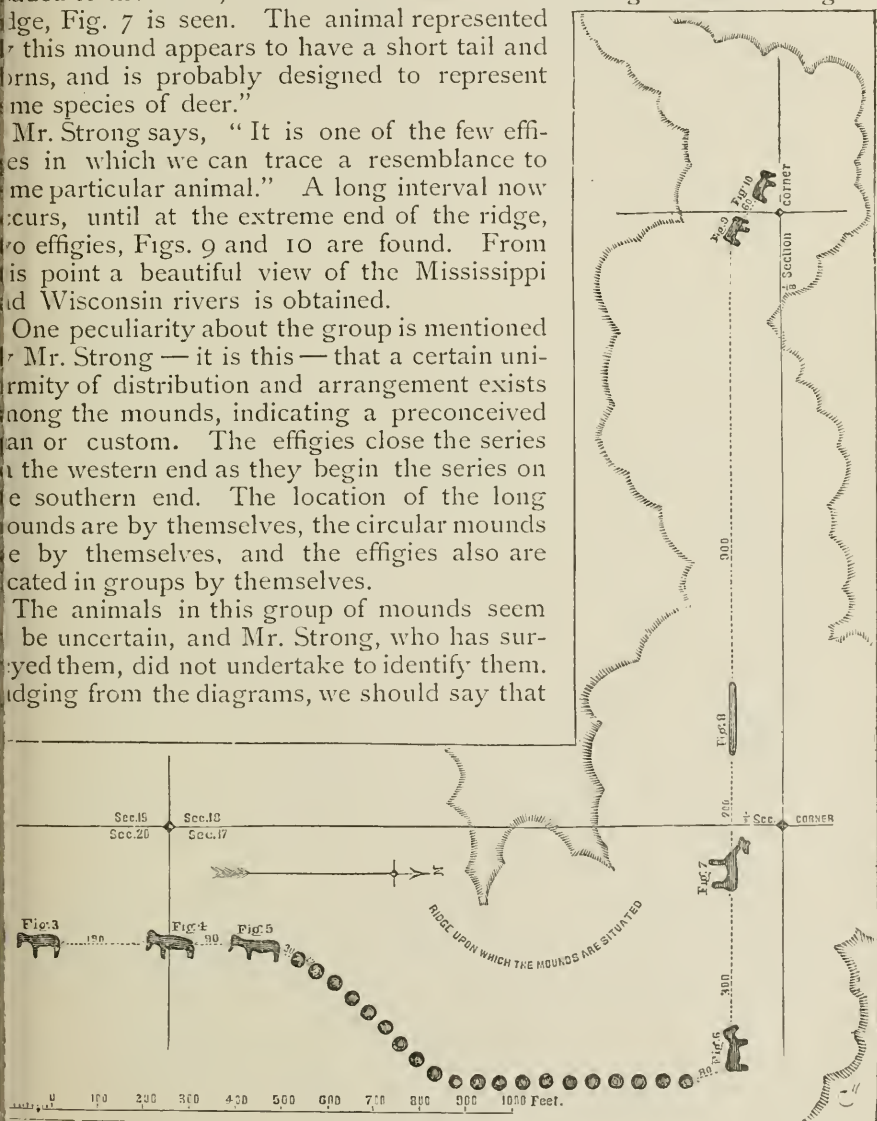 dge, Fig. 7 is seen. The animal represented
this mound appears to have a short tail and
rns, and is probably designed to represent
me species of deer.”
Mr. Strong says, “ It is one of the few effi-
es in which we can trace a resemblance to
me particular animal.” A long interval now
curs, until at the extreme end of the ridge,
o effigies, Figs. 9 and 10 are found. From
is point a beautiful view of the Mississippi
d Wisconsin rivers is obtained.
One peculiarity about the group is mentioned
Mr. Strong — it is this — that a certain uni-
rmity of distribution and arrangement exists
nong the mounds, indicating a preconceived
an or custom. The effigies close the series
the western end as they begin the series on
e southern end. The location of the long
ounds are by themselves, the circular mounds
e by themselves, and the effigies also are
cated in groups by themselves.
The animals in this group of mounds seem
be uncertain, and Mr. Strong, who has sur-
yed them, did not undertake to identify them.
dging from the diagrams, we should say that
Fig. 10
60
Fig. 9
corner
⅛ Section
900
Fig. 8
200
¼ Sec. CORNER
Sec. 18
Sec. 20 Sec. 17
N
Fig. 7
RIDGE UPON WHICH THE MOUNDS ARE SITUATED
Fig. 3
Fig. 4
90
Fig. 5
300
Fig. 6
80
0 100 200 300 400 500 600 700 800 900 1000 Feet.